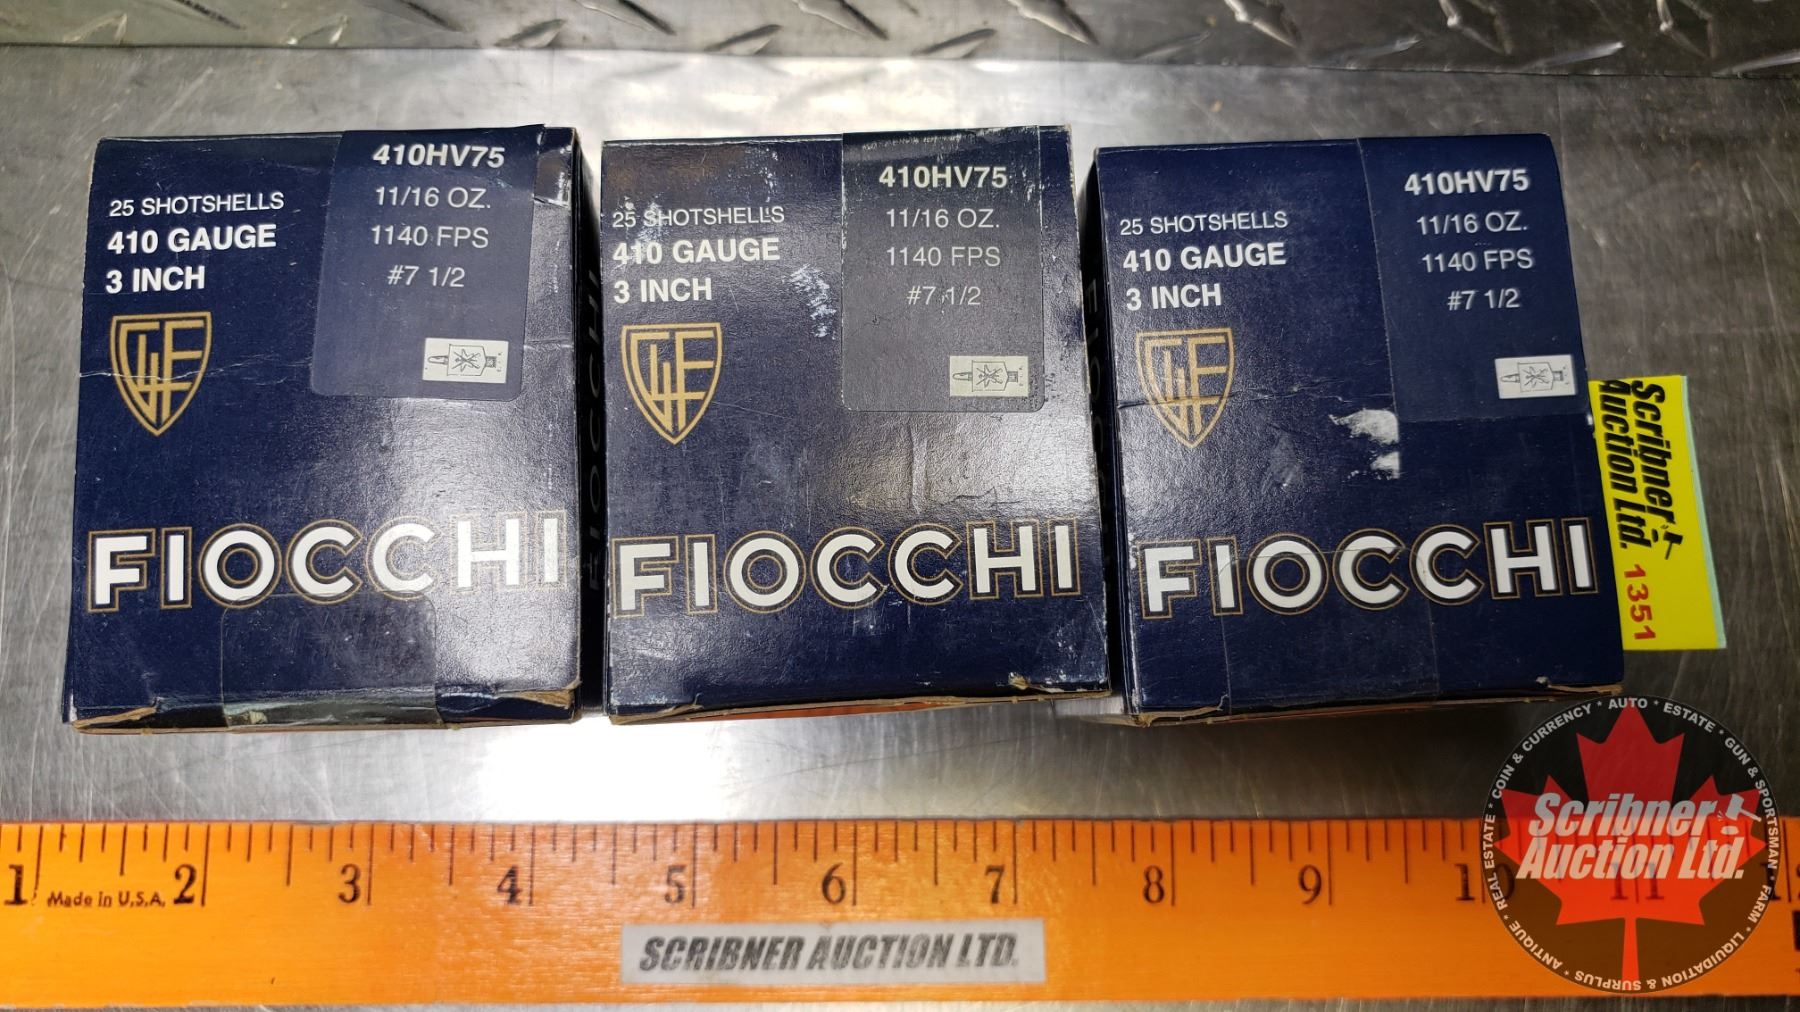 410HV75
11/16 OZ.
1140 FPS
#7 1/2
25 SHOTSHELLS
410 GAUGE
3 INCH
GF
FIOCCHI
FIOCCHI
410HV75
11/16 OZ.
1140 FPS
#7 1/2
25 SHOTSHELLS
410 GAUGE
3 INCH
GF
FIOCCHI
410HV75
11/16 OZ.
1140 FPS
#7 1/2
25 SHOTSHELLS
410 GAUGE
3 INCH
GF
FIOCCHI
Scribner
Auction Ltd. 1351
1 2 3 4 5 6 7 8 9 10 11
Made in U.S.A.
SCRIBNER AUCTION LTD.
Scribner
Auction Ltd.
COIN & CURRENCY * AUTO * ESTATE * GUN & SPORTSMAN * FARM * LIQUIDATION & SURPLUS * ANTIQUE * REAL ESTATE *